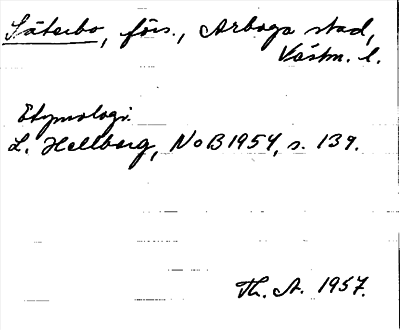 Säterbo, förs., Arboga stad,
Västm. l.
Etymologi.
L. Hellberg, NoB 1954, s. 139.
Th. A. 1957.